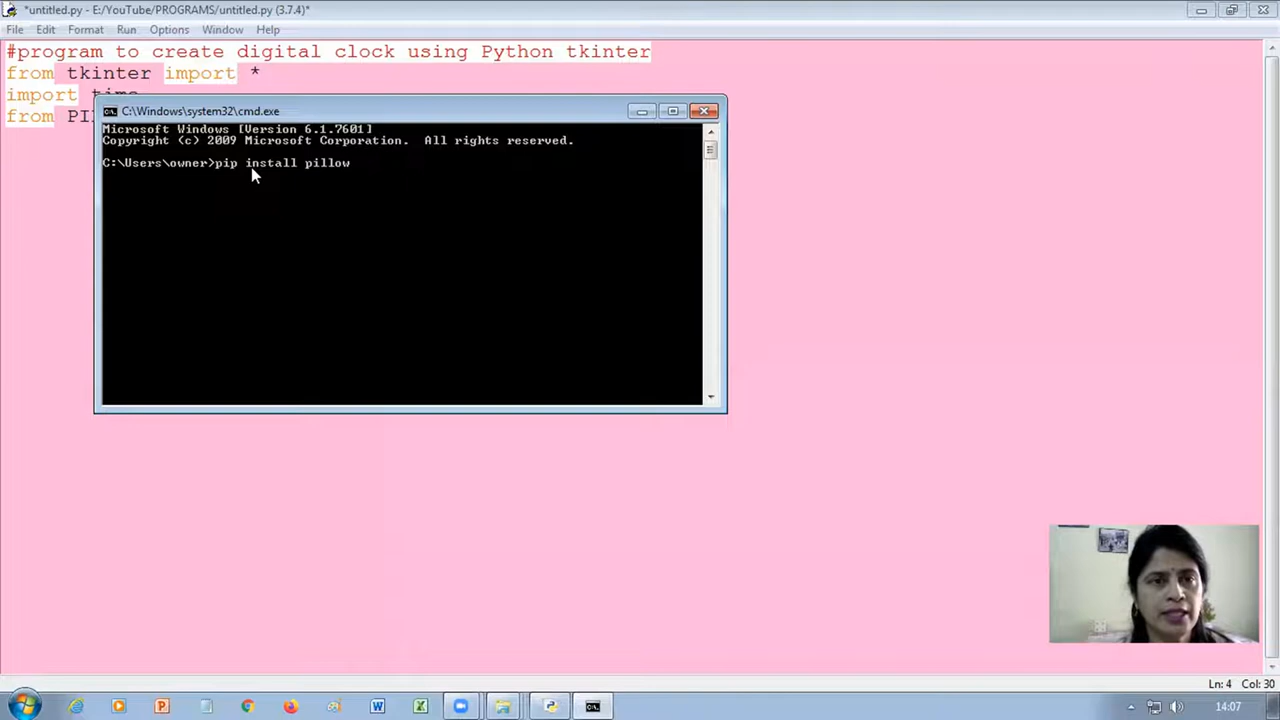 *untitled.py - E:/YouTube/PROGRAMS/untitled.py (3.7.4)*
File Edit Format Run Options Window Help
#program to create digital clock using Python tkinter
from tkinter import *
import time
from PI
C:\Windows\system32\cmd.exe
Microsoft Windows [Version 6.1.7601]
Copyright (c) 2009 Microsoft Corporation. All rights reserved.
C:\Users\owner>pip install pillow
Ln: 4 Col: 30
14:07